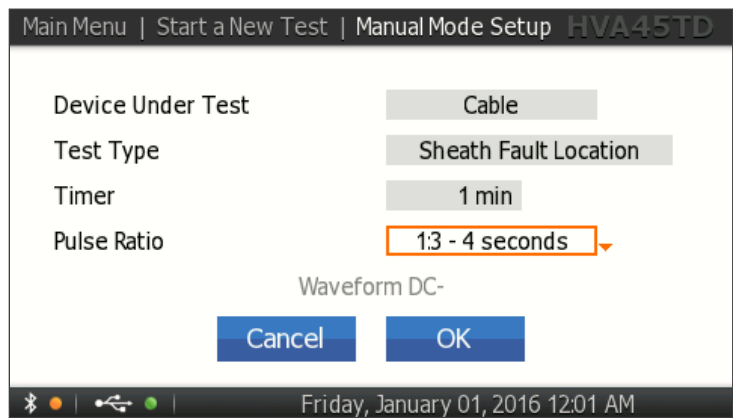 Main Menu | Start a New Test | Manual Mode Setup HVA45TD
Device Under Test Cable
Test Type Sheath Fault Location
Timer 1 min
Pulse Ratio 1:3 - 4 seconds
Waveform DC-
Cancel OK
Friday, January 01, 2016 12:01 AM